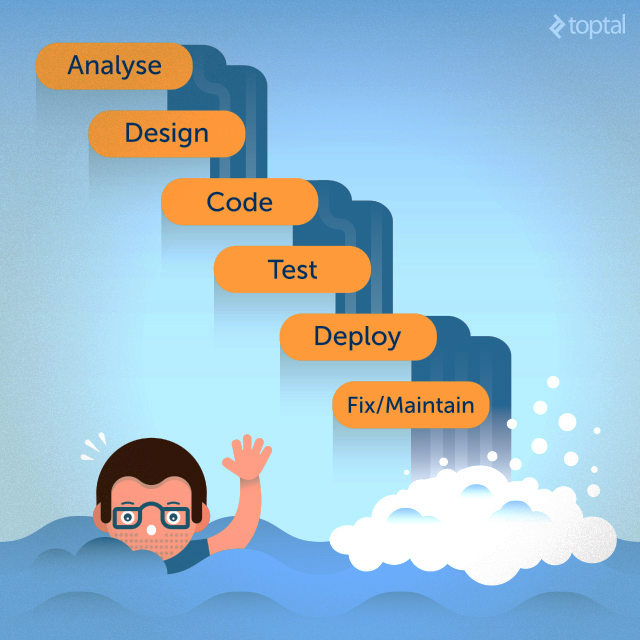 toptal
Analyse
Design
Code
Test
Deploy
Fix/Maintain